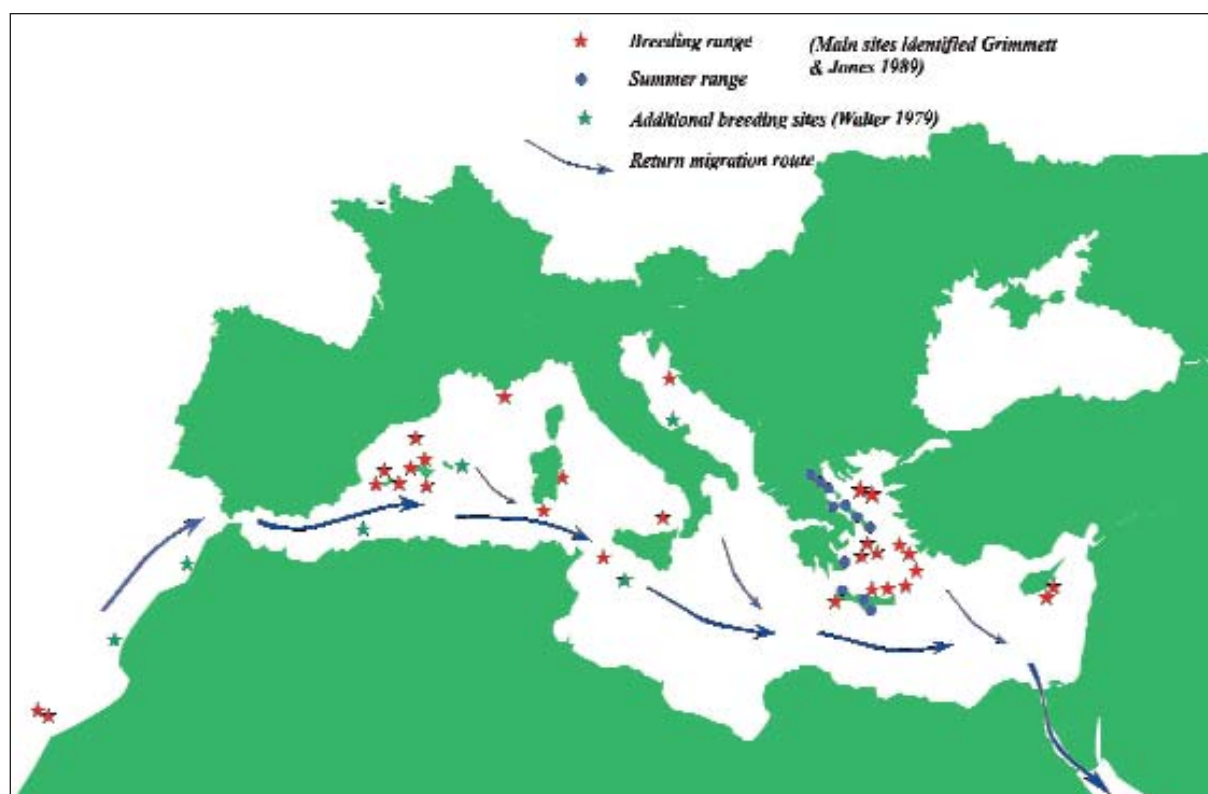 Breeding range
(Main sites identified Grimmett
& Jones 1989)
Summer range
Additional breeding sites (Walter 1979)
Return migration route